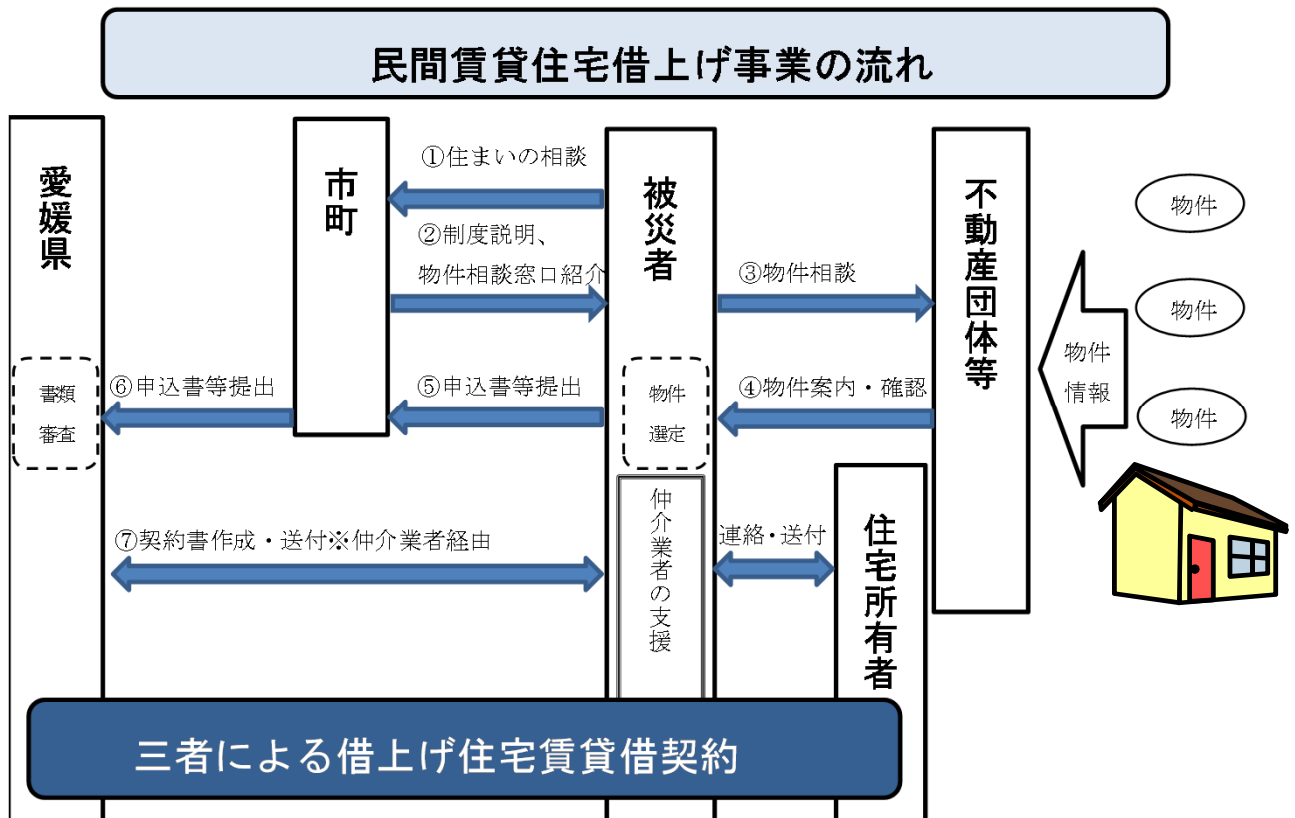 民間賃貸住宅借上げ事業の流れ
愛媛県
市町
被災者
不動産団体等
物件
物件
物件
物件
情報
①住まいの相談
②制度説明、
物件相談窓口紹介
③物件相談
④物件案内・確認
物件
選定
⑤申込書等提出
⑥申込書等提出
書類
審査
⑦契約書作成・送付※仲介業者経由
仲介業者の支援
連絡・送付
住宅所有者
三者による借上げ住宅賃貸借契約